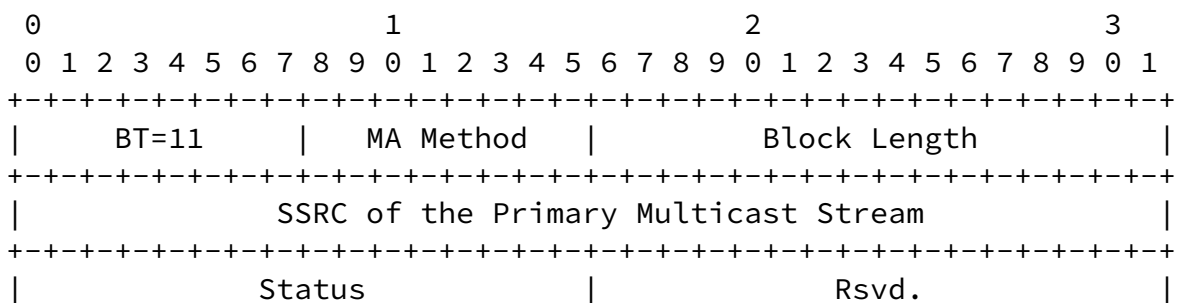 0                   1                   2                   3
 0 1 2 3 4 5 6 7 8 9 0 1 2 3 4 5 6 7 8 9 0 1 2 3 4 5 6 7 8 9 0 1
+-+-+-+-+-+-+-+-+-+-+-+-+-+-+-+-+-+-+-+-+-+-+-+-+-+-+-+-+-+-+-+-+
|     BT=11     |   MA Method   |         Block Length          |
+-+-+-+-+-+-+-+-+-+-+-+-+-+-+-+-+-+-+-+-+-+-+-+-+-+-+-+-+-+-+-+-+
|              SSRC of the Primary Multicast Stream             |
+-+-+-+-+-+-+-+-+-+-+-+-+-+-+-+-+-+-+-+-+-+-+-+-+-+-+-+-+-+-+-+-+
|             Status            |             Rsvd.             |